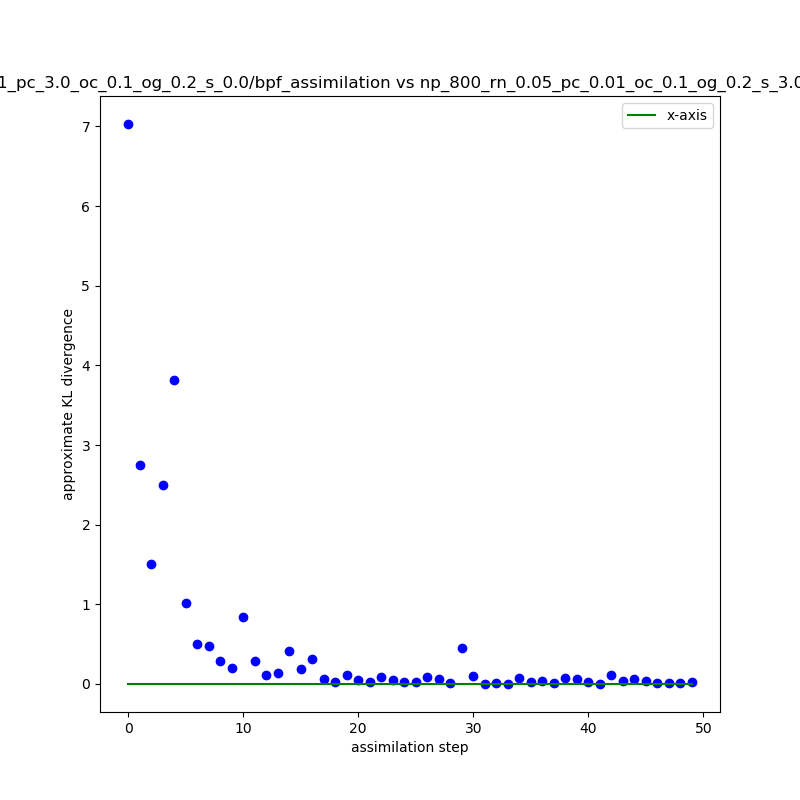 1_pc_3.0_oc_0.1_og_0.2_s_0.0/bpf_assimilation vs np_800_rn_0.05_pc_0.01_oc_0.1_og_0.2_s_3.0
x-axis
7
6
5
4
3
2
1
0
approximate KL divergence
0 10 20 30 40 50
assimilation step